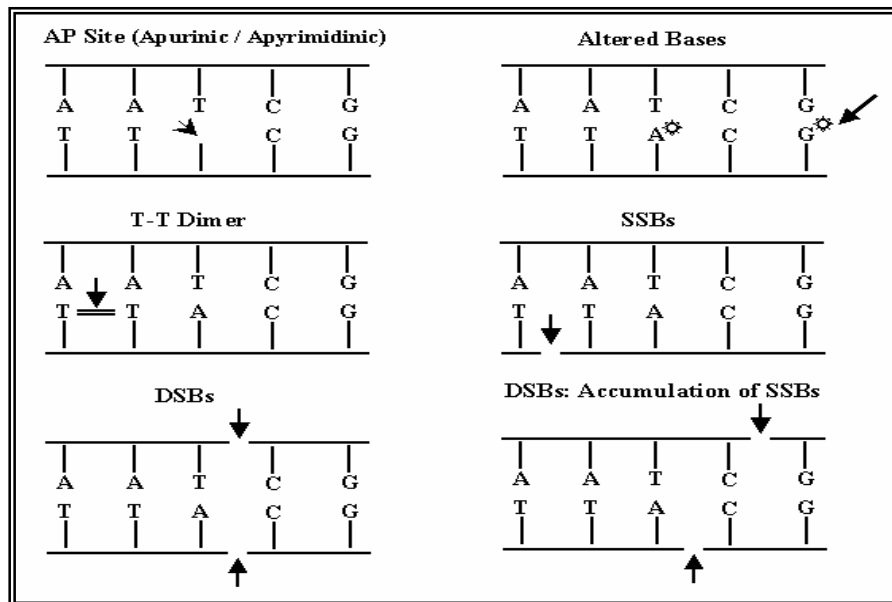 AP Site (Apurinic / Apyrimidinic)
A A T C G
T T C G
Altered Bases
A A T C G
T T A C G
T-T Dimer
A A T C G
T T A C G
SSBs
A A T C G
T T A C G
DSBs
A A T C G
T T A C G
DSBs: Accumulation of SSBs
A A T C G
T T A C G